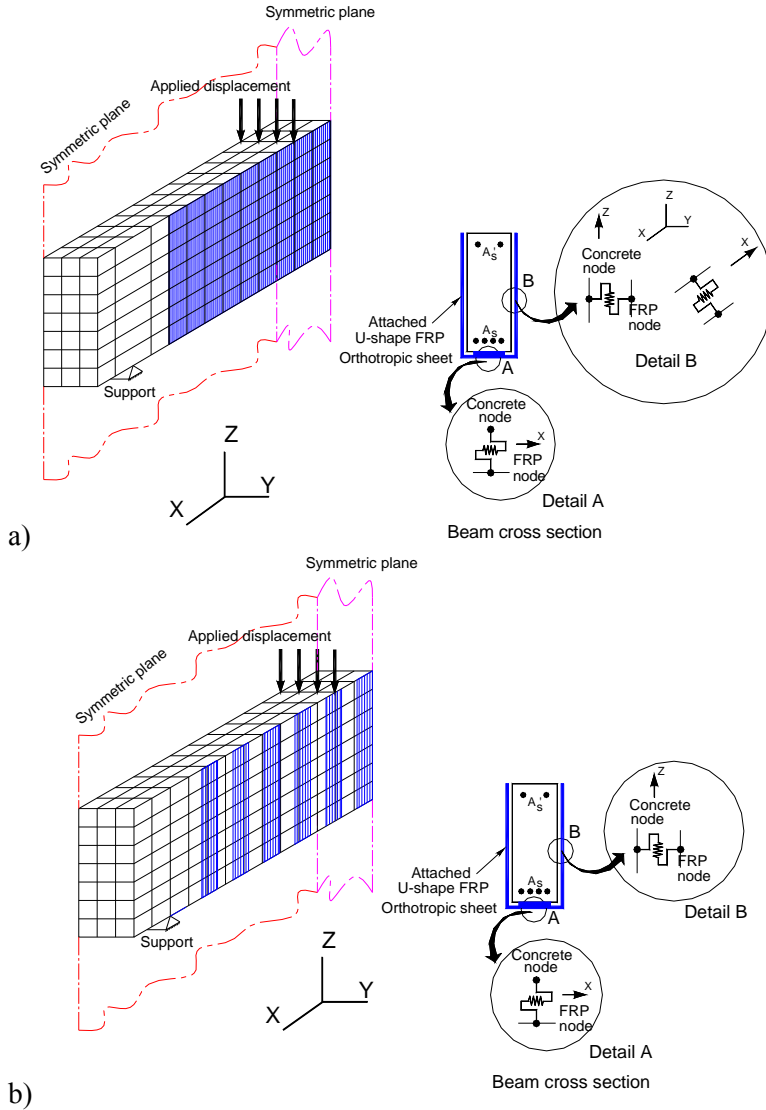 Symmetric plane
Applied displacement
Symmetric plane
Support
Z
Y
X
A's
B
Attached
U-shape FRP
As
Orthotropic sheet
A
Concrete
node
X
FRP
node
Detail A
Beam cross section
Z
Z
X
Y
Concrete
node
X
FRP
node
Detail B
a)
Symmetric plane
Applied displacement
Symmetric plane
Support
Z
Y
X
A's
B
Attached
U-shape FRP
As
Orthotropic sheet
A
Concrete
node
X
FRP
node
Detail A
Beam cross section
Z
Concrete
node
FRP
node
Detail B
b)